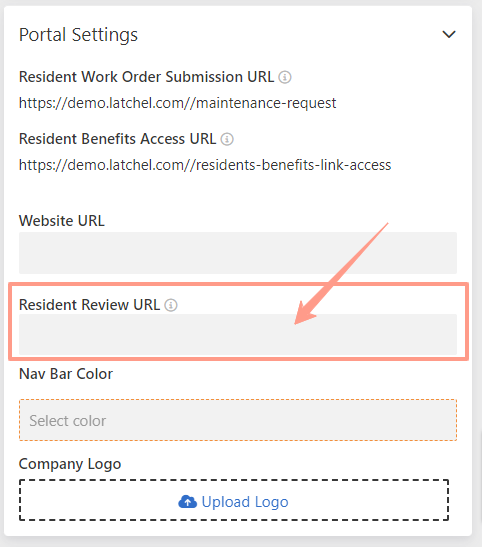 Portal Settings
Resident Work Order Submission URL
https://demo.latchel.com//maintenance-request
Resident Benefits Access URL
https://demo.latchel.com//residents-benefits-link-access
Website URL
Resident Review URL
Nav Bar Color
Select color
Company Logo
Upload Logo